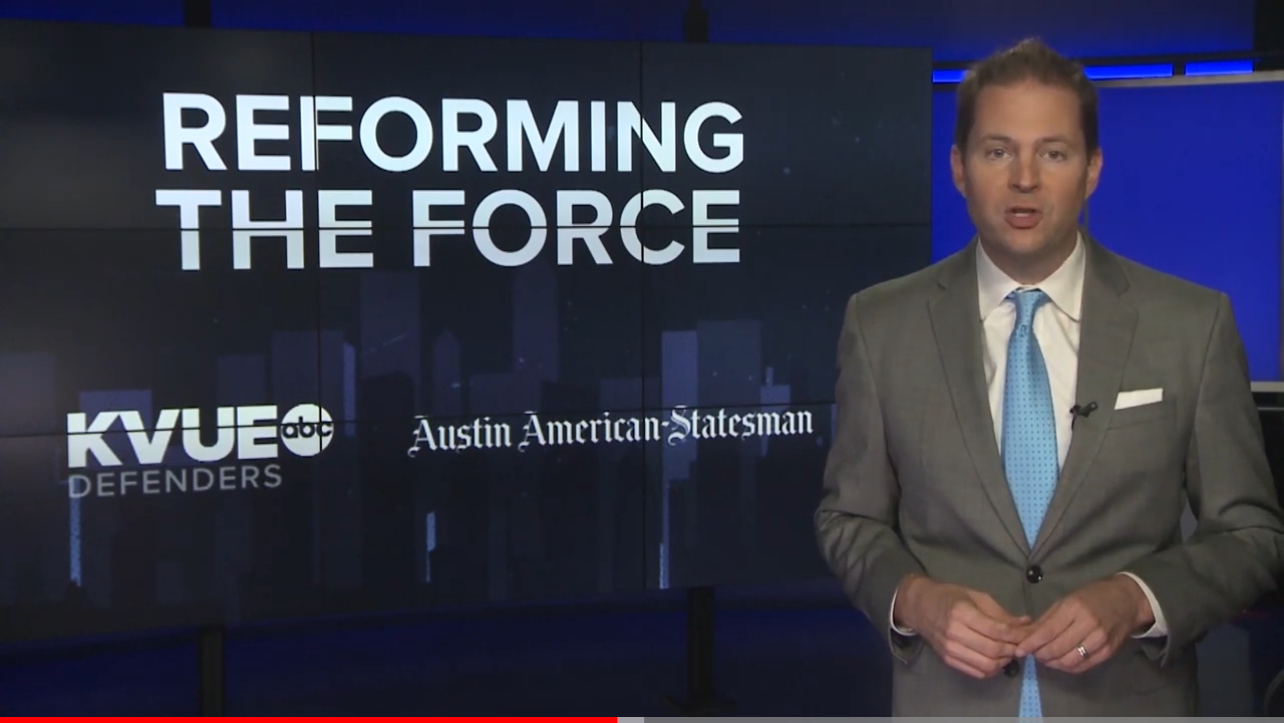 REFORMING
THE FORCE
KVUE abc
DEFENDERS
Austin American-Statesman